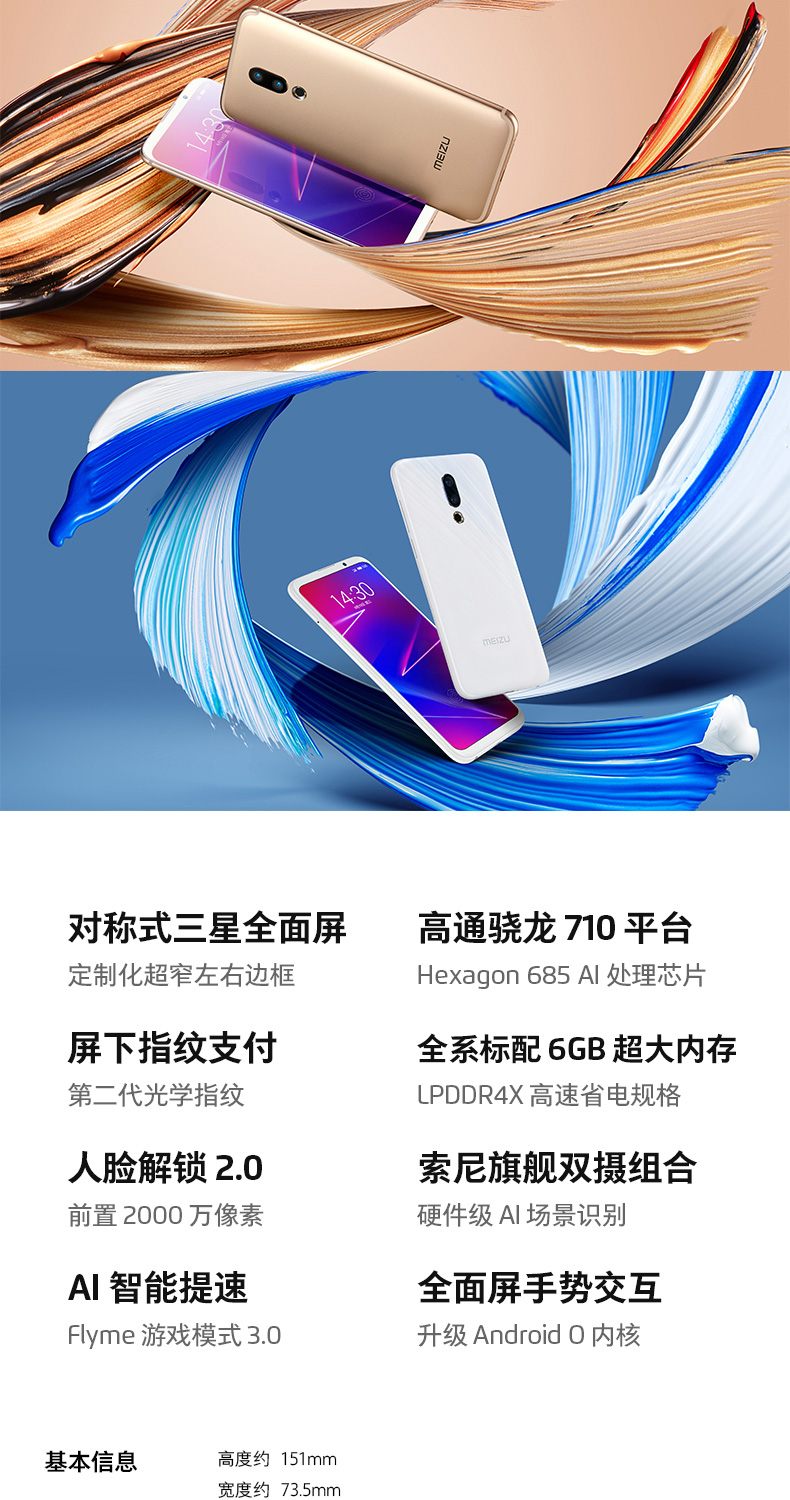 14:30
MEIZU
14:30
MEIZU
对称式三星全面屏
定制化超窄左右边框
高通骁龙 710 平台
Hexagon 685 AI 处理芯片
屏下指纹支付
第二代光学指纹
全系标配 6GB 超大内存
LPDDR4X 高速省电规格
人脸解锁 2.0
前置 2000 万像素
索尼旗舰双摄组合
硬件级 AI 场景识别
AI 智能提速
Flyme 游戏模式 3.0
全面屏手势交互
升级 Android O 内核
基本信息
高度约 151mm
宽度约 73.5mm